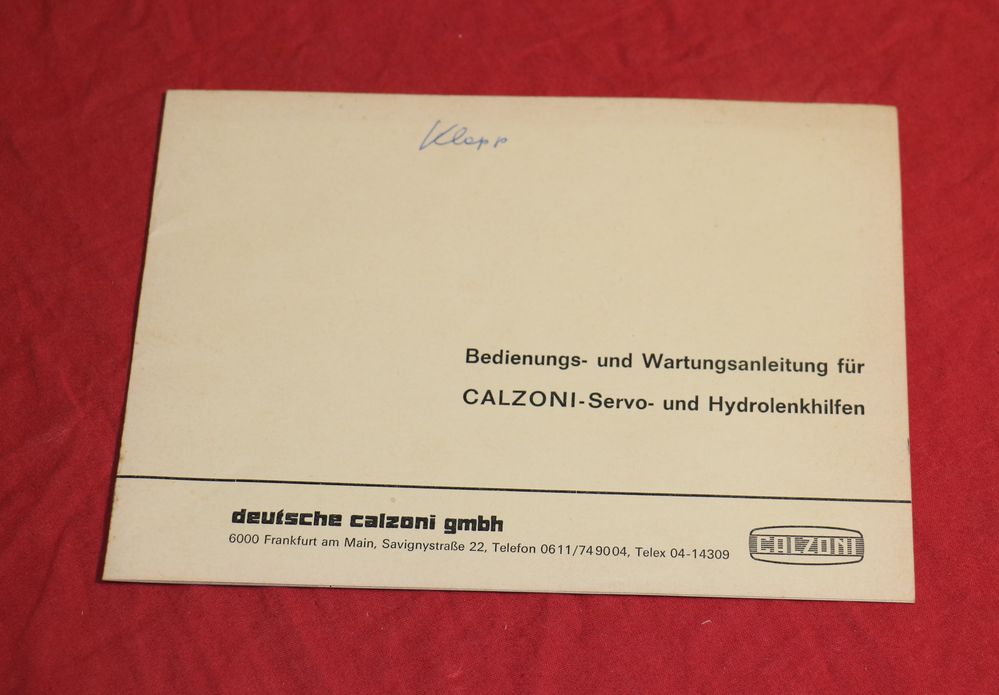 Klopp
Bedienungs- und Wartungsanleitung für
CALZONI-Servo- und Hydrolenkhilfen
deutsche calzoni gmbh
6000 Frankfurt am Main, Savignystraße 22, Telefon 0611/749004, Telex 04-14309
CALZONI